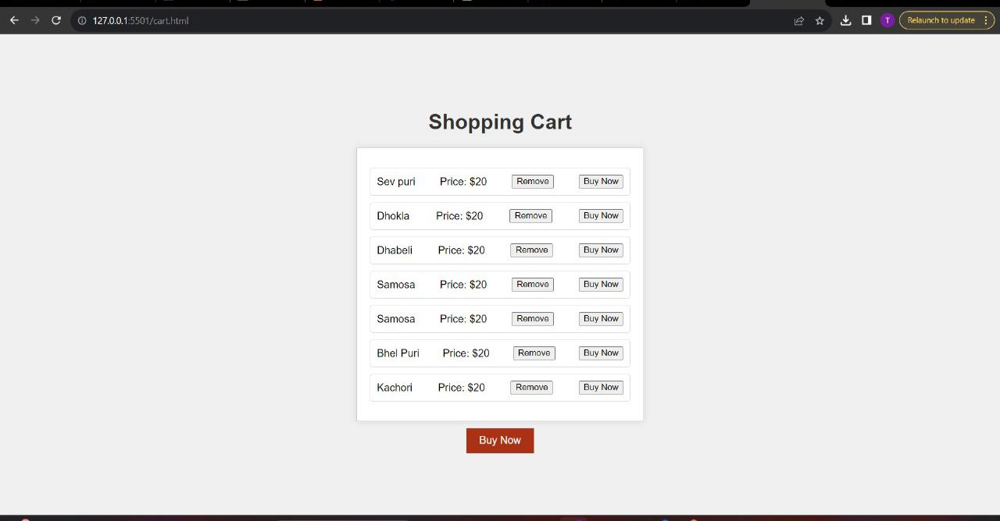 127.0.0.1:5501/cart.html
T
Relaunch to update
Shopping Cart
Sev puri Price: $20 Remove Buy Now
Dhokla Price: $20 Remove Buy Now
Dhabeli Price: $20 Remove Buy Now
Samosa Price: $20 Remove Buy Now
Samosa Price: $20 Remove Buy Now
Bhel Puri Price: $20 Remove Buy Now
Kachori Price: $20 Remove Buy Now
Buy Now